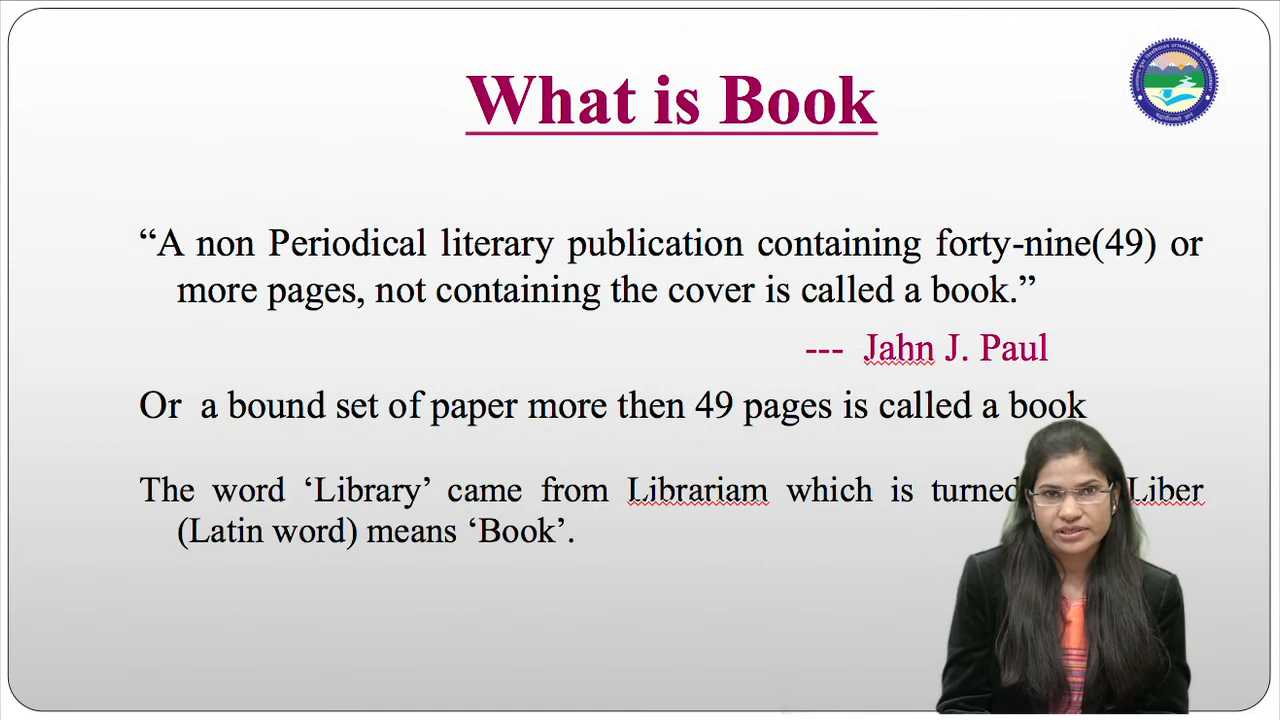 What is Book
“A non Periodical literary publication containing forty-nine(49) or
more pages, not containing the cover is called a book.”
--- Jahn J. Paul
Or a bound set of paper more then 49 pages is called a book
The word ‘Library’ came from Librariam which is turned Liber
(Latin word) means ‘Book’.